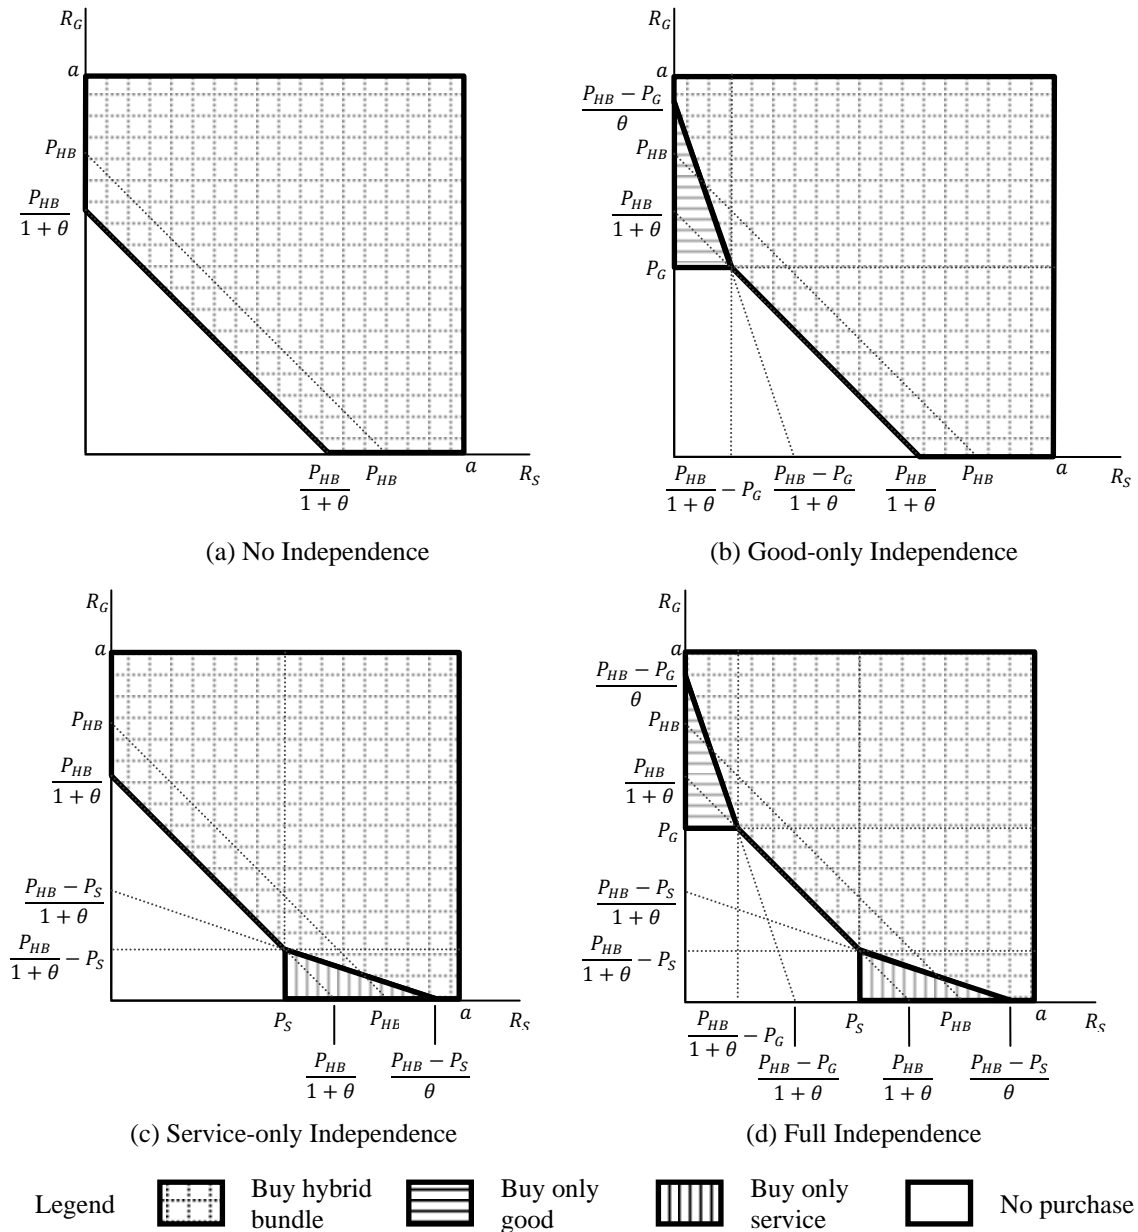 R_G
a
P_HB
P_HB / (1 + θ)
P_HB / (1 + θ)
P_HB
a
R_S
(a) No Independence
R_G
a
(P_HB − P_G) / θ
P_HB
P_HB / (1 + θ)
P_G
P_HB / (1 + θ) − P_G
(P_HB − P_G) / (1 + θ)
P_HB / (1 + θ)
P_HB
a
R_S
(b) Good-only Independence
R_G
a
P_HB
P_HB / (1 + θ)
(P_HB − P_S) / (1 + θ)
P_HB / (1 + θ) − P_S
P_S
P_HB
a
R_S
P_HB / (1 + θ)
(P_HB − P_S) / θ
(c) Service-only Independence
R_G
a
(P_HB − P_G) / θ
P_HB
P_HB / (1 + θ)
P_G
(P_HB − P_S) / (1 + θ)
P_HB / (1 + θ) − P_S
P_HB / (1 + θ) − P_G
P_S
P_HB
a
R_S
(P_HB − P_G) / (1 + θ)
P_HB / (1 + θ)
(P_HB − P_S) / θ
(d) Full Independence
Legend
Buy hybrid
bundle
Buy only
good
Buy only
service
No purchase